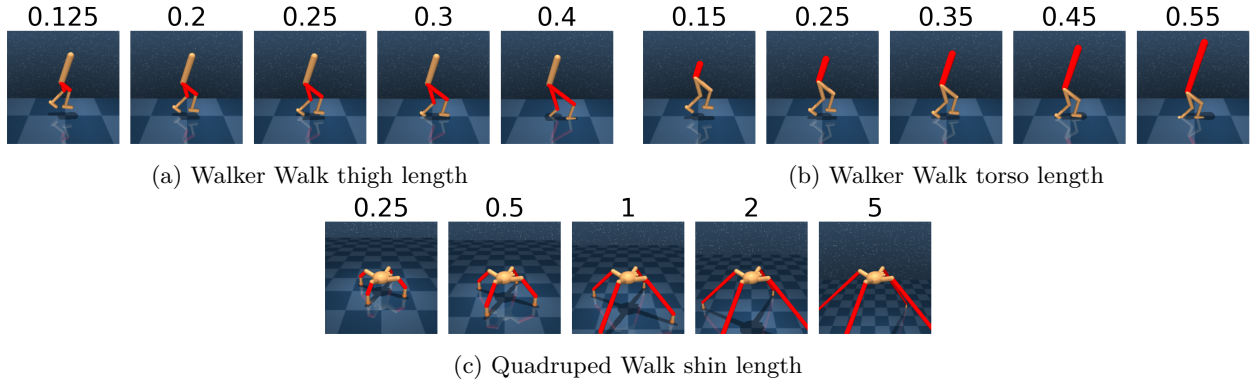 0.125 0.2 0.25 0.3 0.4 0.15 0.25 0.35 0.45 0.55
(a) Walker Walk thigh length (b) Walker Walk torso length
0.25 0.5 1 2 5
(c) Quadruped Walk shin length